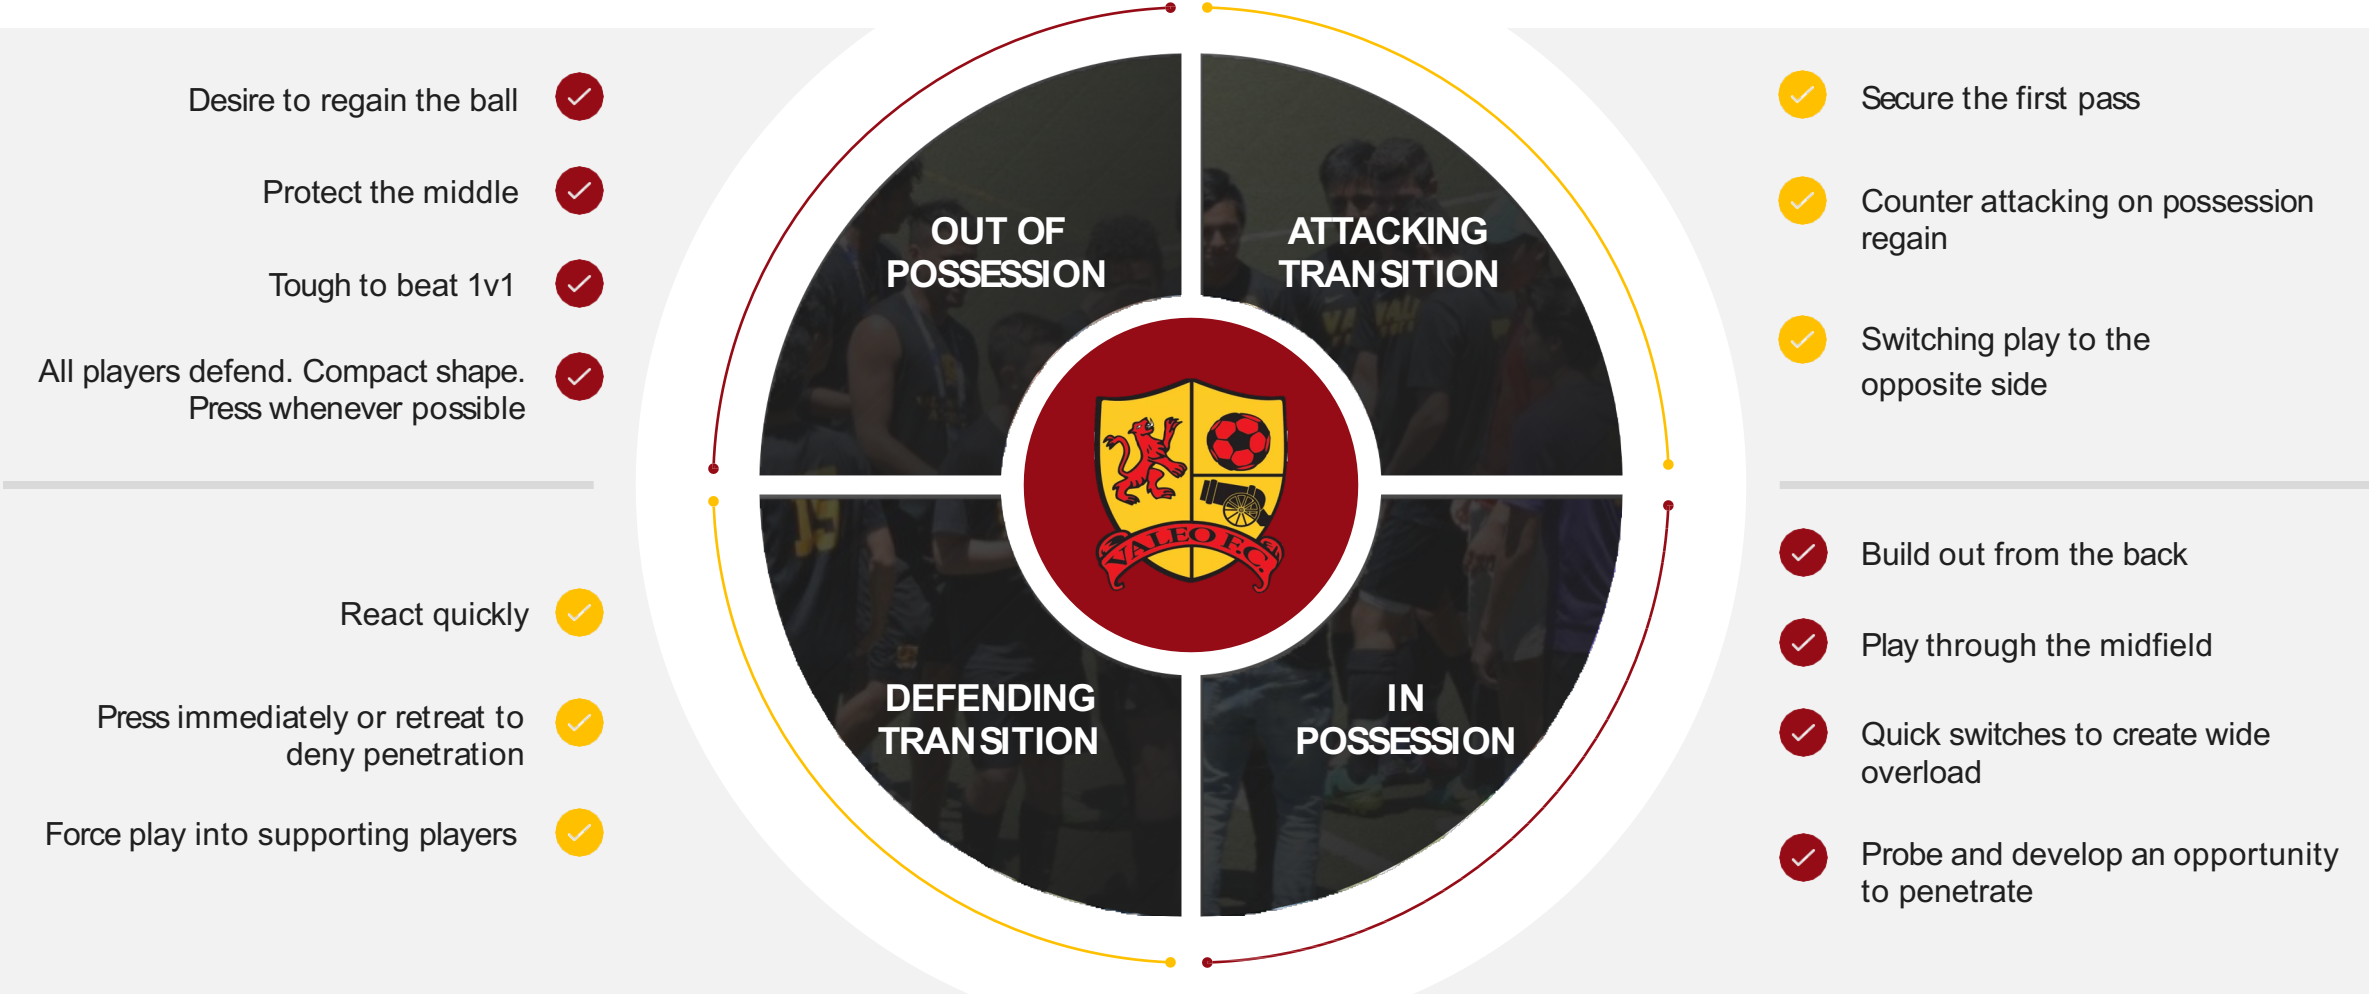 Desire to regain the ball
Protect the middle
Tough to beat 1v1
All players defend. Compact shape.
Press whenever possible
OUT OF
POSSESSION
ATTACKING
TRANSITION
Secure the first pass
Counter attacking on possession
regain
Switching play to the
opposite side
VALEO F.C.
React quickly
Press immediately or retreat to
deny penetration
Force play into supporting players
DEFENDING
TRANSITION
IN
POSSESSION
Build out from the back
Play through the midfield
Quick switches to create wide
overload
Probe and develop an opportunity
to penetrate